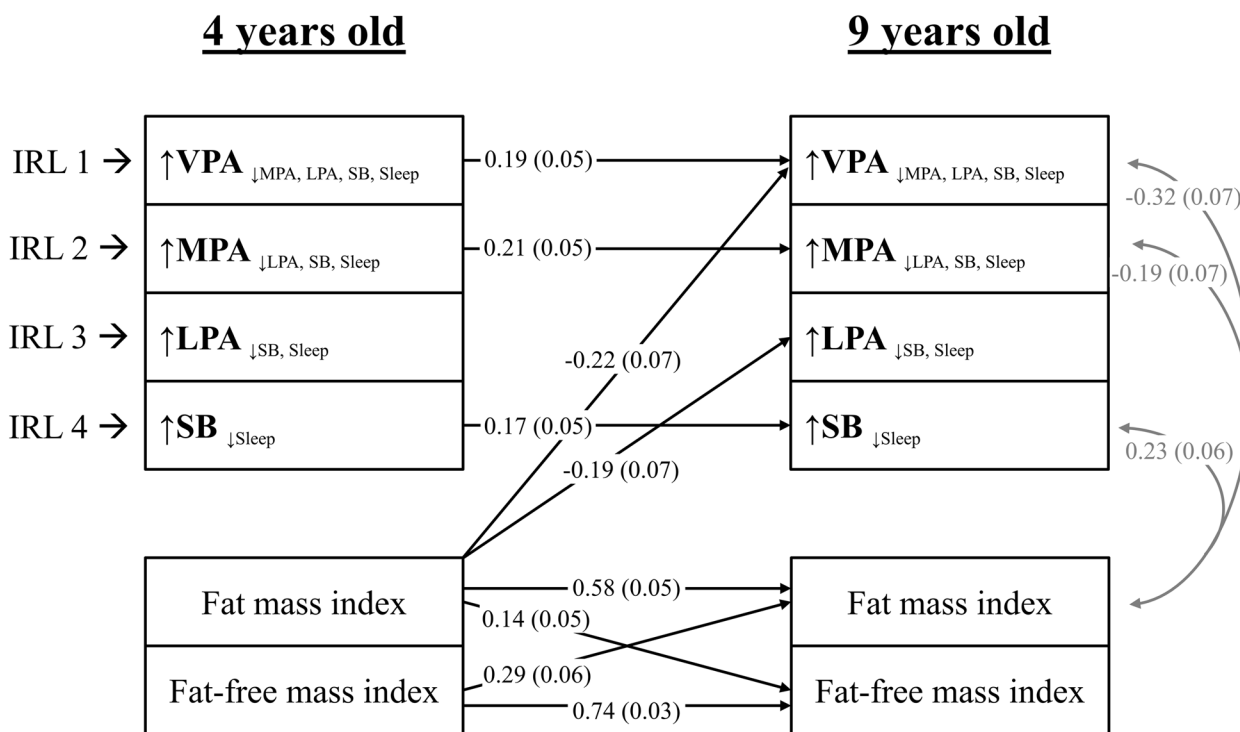 4 years old
9 years old
IRL 1 → ↑VPA ↓MPA, LPA, SB, Sleep 0.19 (0.05) ↑VPA ↓MPA, LPA, SB, Sleep
-0.32 (0.07)
IRL 2 → ↑MPA ↓LPA, SB, Sleep 0.21 (0.05) ↑MPA ↓LPA, SB, Sleep
-0.19 (0.07)
IRL 3 → ↑LPA ↓SB, Sleep ↑LPA ↓SB, Sleep
-0.22 (0.07)
IRL 4 → ↑SB ↓Sleep 0.17 (0.05) ↑SB ↓Sleep
0.23 (0.06)
-0.19 (0.07)
0.58 (0.05)
Fat mass index Fat mass index
0.14 (0.05)
0.29 (0.06)
Fat-free mass index Fat-free mass index
0.74 (0.03)